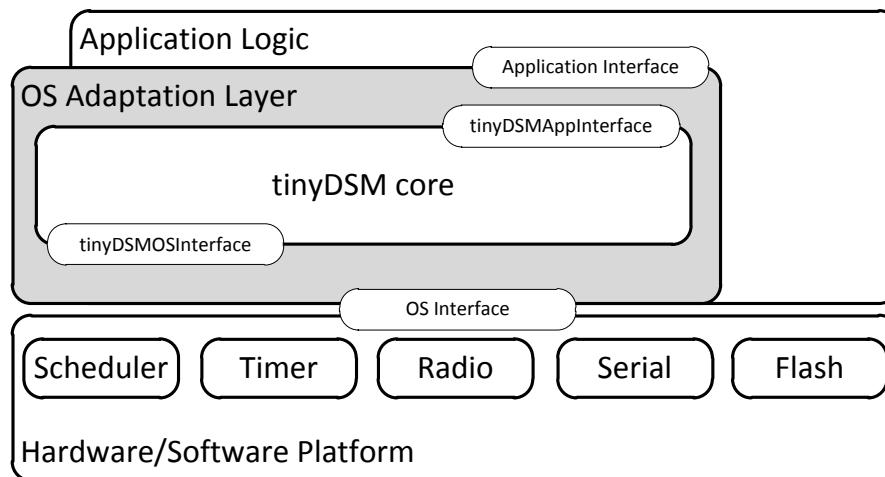 Application Logic
Application Interface
OS Adaptation Layer
tinyDSMAppInterface
tinyDSM core
tinyDSMOSInterface
OS Interface
Scheduler Timer Radio Serial Flash
Hardware/Software Platform